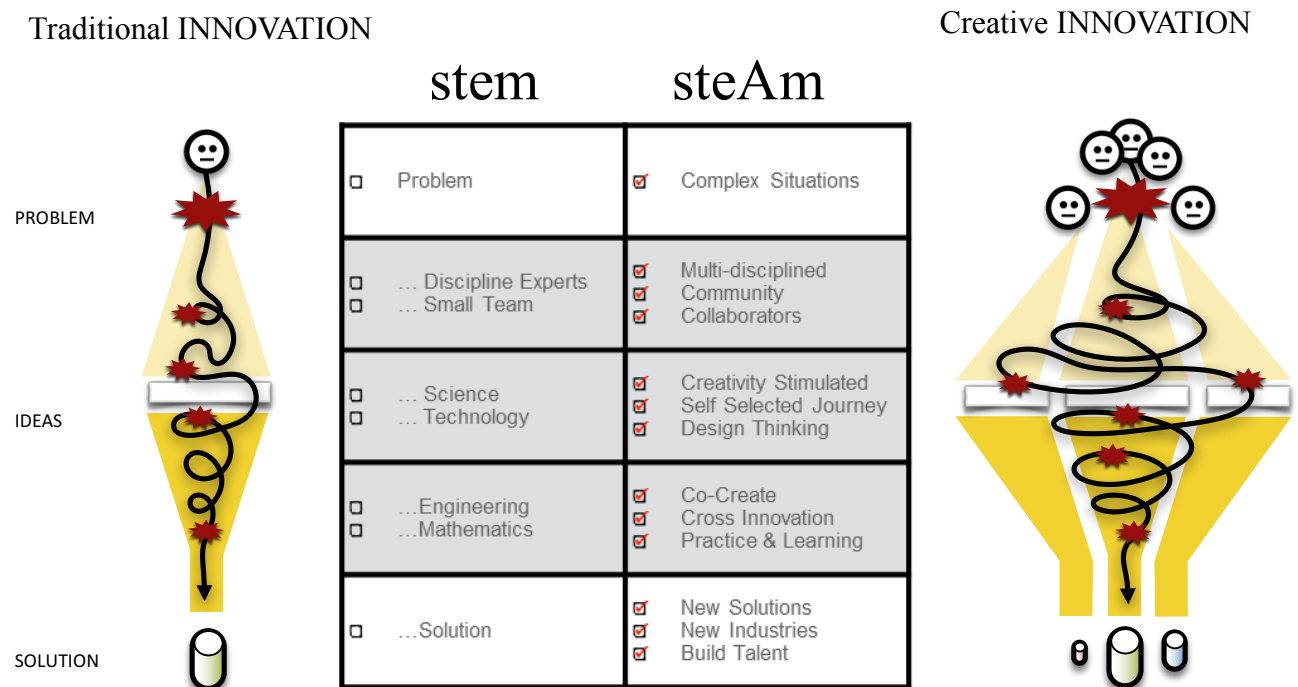 Traditional INNOVATION
Creative INNOVATION
stem
steAm
PROBLEM
Problem
Complex Situations
… Discipline Experts
… Small Team
Multi-disciplined
Community
Collaborators
IDEAS
… Science
… Technology
Creativity Stimulated
Self Selected Journey
Design Thinking
…Engineering
…Mathematics
Co-Create
Cross Innovation
Practice & Learning
SOLUTION
…Solution
New Solutions
New Industries
Build Talent